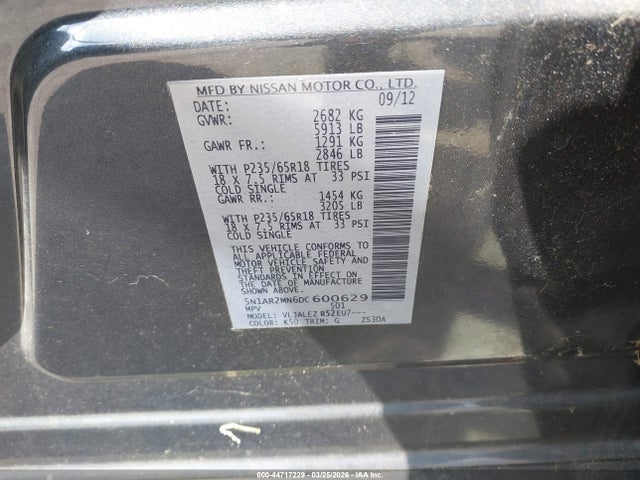 MFD BY NISSAN MOTOR CO., LTD.
DATE: 09/12
GVWR: 2682 KG
5913 LB
GAWR FR.: 1291 KG
2846 LB
WITH P235/65R18 TIRES
18 X 7.5 RIMS AT 33 PSI
COLD SINGLE
GAWR RR.: 1454 KG
3205 LB
WITH P235/65R18 TIRES
18 X 7.5 RIMS AT 33 PSI
COLD SINGLE
THIS VEHICLE CONFORMS TO
ALL APPLICABLE FEDERAL
MOTOR VEHICLE SAFETY AND
THEFT PREVENTION
STANDARDS IN EFFECT ON
THE DATE OF MANUFACTURE
SHOWN ABOVE.
5N1AR2MN6DC600629
MPV S01
MODEL: VLJALEZ R52EU7---
COLOR: K50 TRIM: G ZS30A
000-44717229 - 03/25/2026 - IAA Inc.